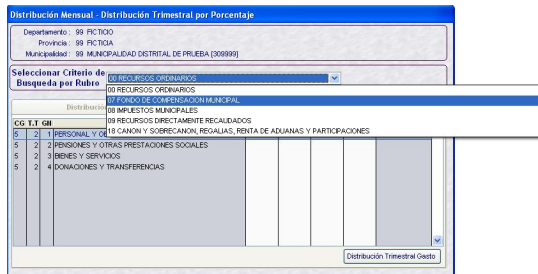 Distribución Mensual - Distribución Trimestral por Porcentaje
Departamento : 99 FICTICIO
Provincia : 99 FICTICIA
Municipalidad : 99 MUNICIPALIDAD DISTRITAL DE PRUEBA [309999]
Seleccionar Criterio de
Busqueda por Rubro
00 RECURSOS ORDINARIOS
00 RECURSOS ORDINARIOS
07 FONDO DE COMPENSACION MUNICIPAL
08 IMPUESTOS MUNICIPALES
09 RECURSOS DIRECTAMENTE RECAUDADOS
18 CANON Y SOBRECANON, REGALIAS, RENTA DE ADUANAS Y PARTICIPACIONES
Distribución
CG T.T GN
5 2 1 PERSONAL Y OB
5 2 2 PENSIONES Y OTRAS PRESTACIONES SOCIALES
5 2 3 BIENES Y SERVICIOS
5 2 4 DONACIONES Y TRANSFERENCIAS
Distribución Trimestral Gasto